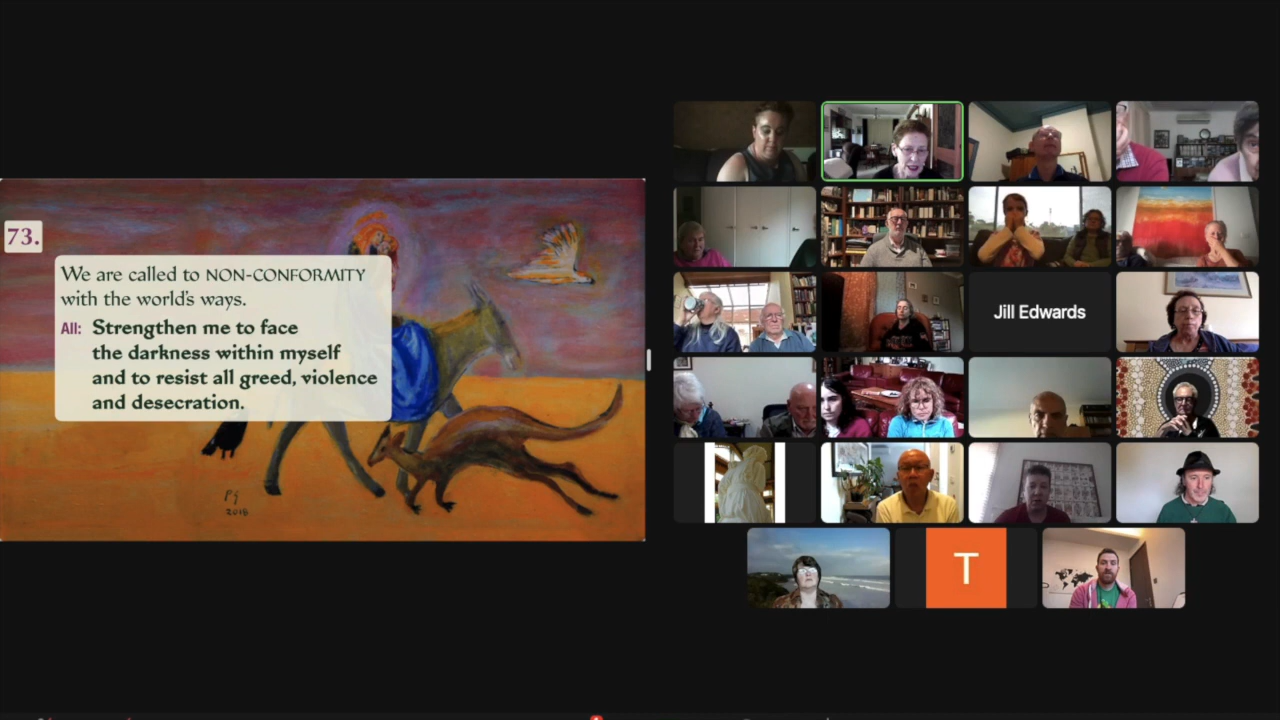 73.
We are called to NON-CONFORMITY
with the world's ways.
All: Strengthen me to face
the darkness within myself
and to resist all greed, violence
and desecration.
PG
2018
Jill Edwards
T